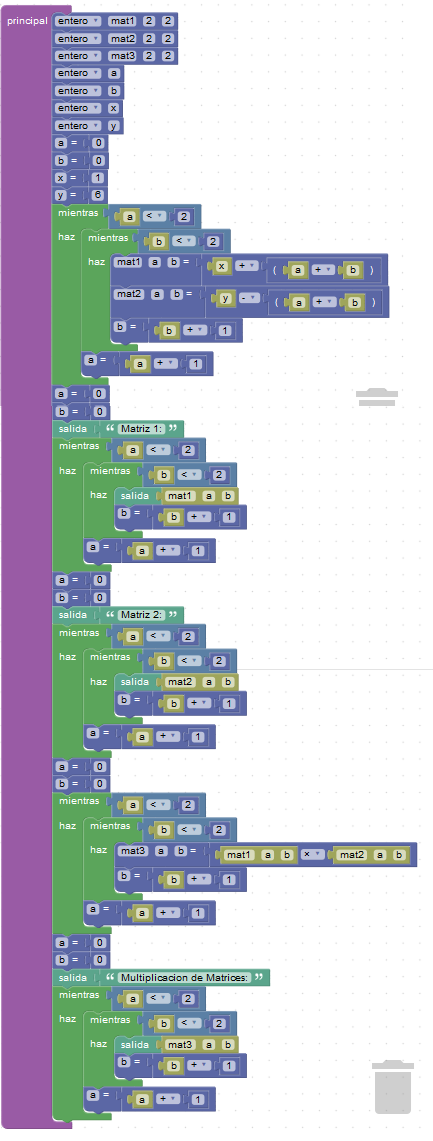 principal entero mat1 2 2
entero mat2 2 2
entero mat3 2 2
entero a
entero b
entero x
entero y
a = 0
b = 0
x = 1
y = 6
mientras a < 2
haz mientras b < 2
haz mat1 a b = x + ( a + b )
mat2 a b = y - ( a + b )
b = b + 1
a = a + 1
a = 0
b = 0
salida “ Matriz 1: ”
mientras a < 2
haz mientras b < 2
haz salida mat1 a b
b = b + 1
a = a + 1
a = 0
b = 0
salida “ Matriz 2: ”
mientras a < 2
haz mientras b < 2
haz salida mat2 a b
b = b + 1
a = a + 1
a = 0
b = 0
mientras a < 2
haz mientras b < 2
haz mat3 a b = mat1 a b × mat2 a b
b = b + 1
a = a + 1
a = 0
b = 0
salida “ Multiplicacion de Matrices: ”
mientras a < 2
haz mientras b < 2
haz salida mat3 a b
b = b + 1
a = a + 1